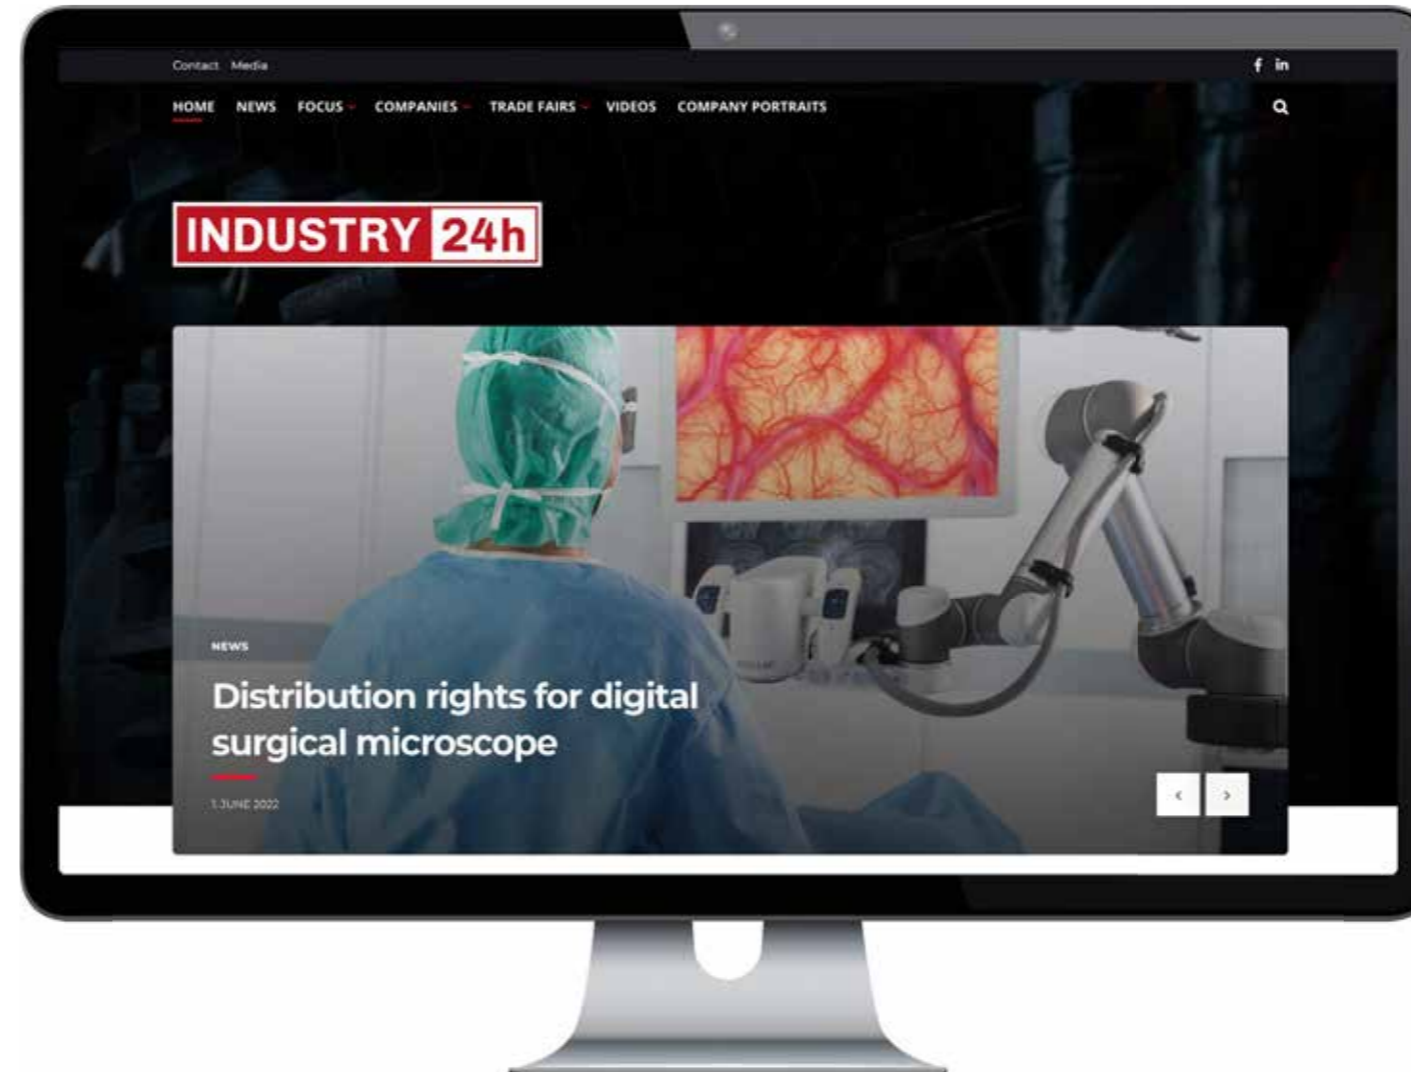 Contact Media
HOME NEWS FOCUS COMPANIES TRADE FAIRS VIDEOS COMPANY PORTRAITS
INDUSTRY 24h
NEWS
Distribution rights for digital
surgical microscope
1 JUNE 2022